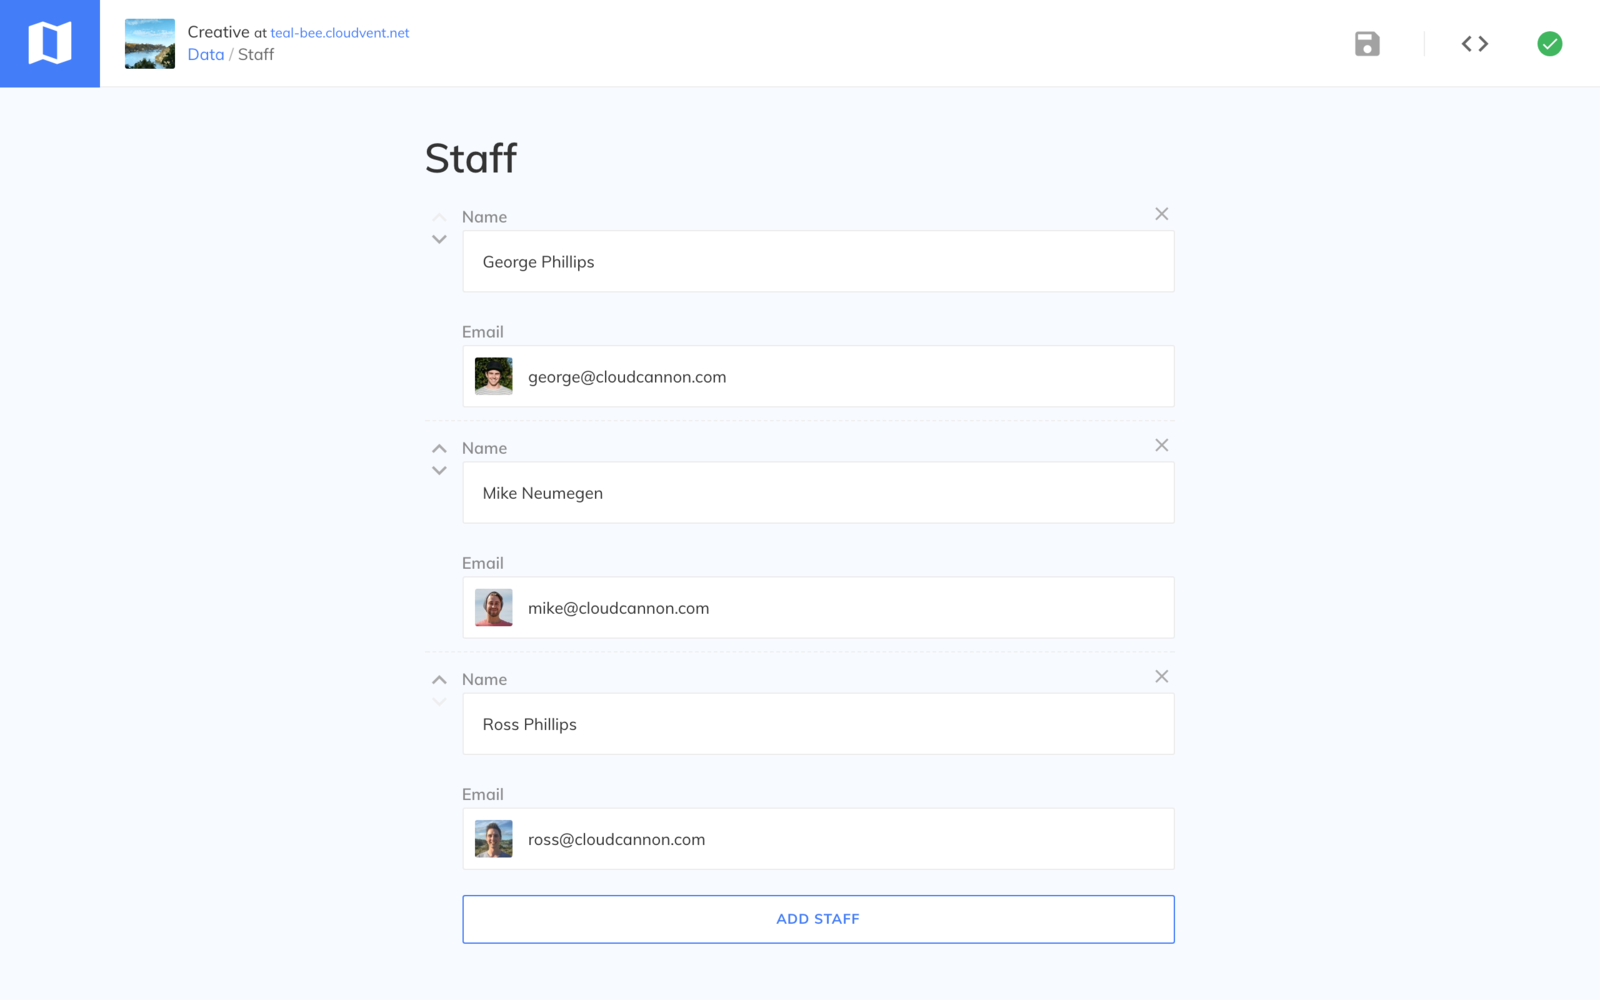 Creative at teal-bee.cloudvent.net
Data / Staff
Staff
Name
George Phillips
Email
george@cloudcannon.com
Name
Mike Neumegen
Email
mike@cloudcannon.com
Name
Ross Phillips
Email
ross@cloudcannon.com
ADD STAFF